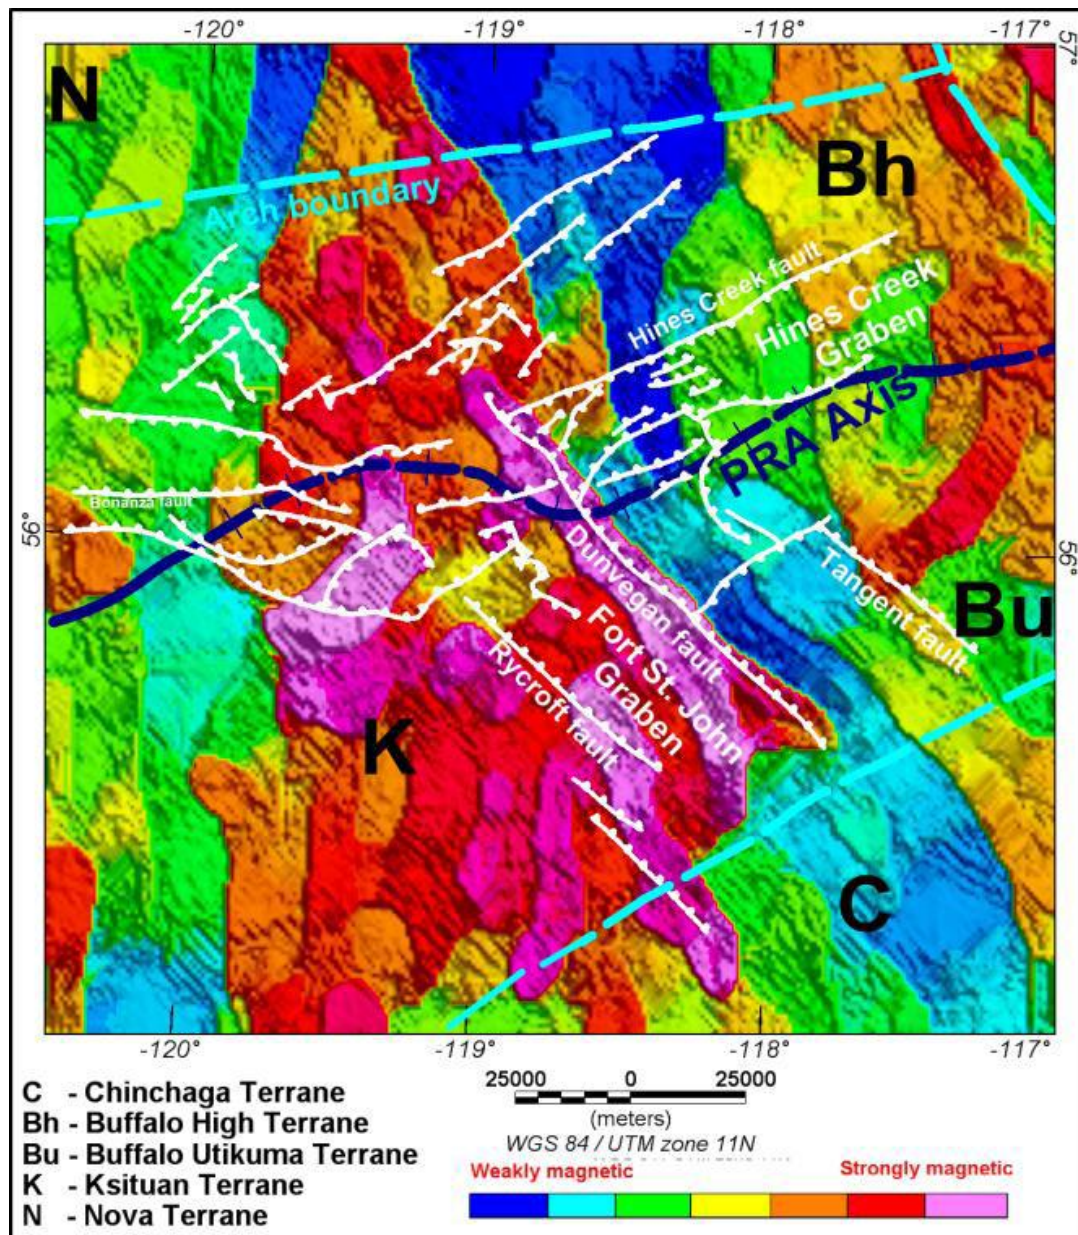 -120°
-119°
-118°
-117°
57°
N
Bh
Arch boundary
Hines Creek fault
Hines Creek
Graben
PRA Axis
Bonanza fault
56°
56°
Dunvegan fault
Tangent fault
Bu
Fort St. John
Graben
Rycroft fault
K
C
-120°
-119°
-118°
-117°
C - Chinchaga Terrane
Bh - Buffalo High Terrane
Bu - Buffalo Utikuma Terrane
K - Ksituan Terrane
N - Nova Terrane
25000 0 25000
(meters)
WGS 84 / UTM zone 11N
Weakly magnetic
Strongly magnetic